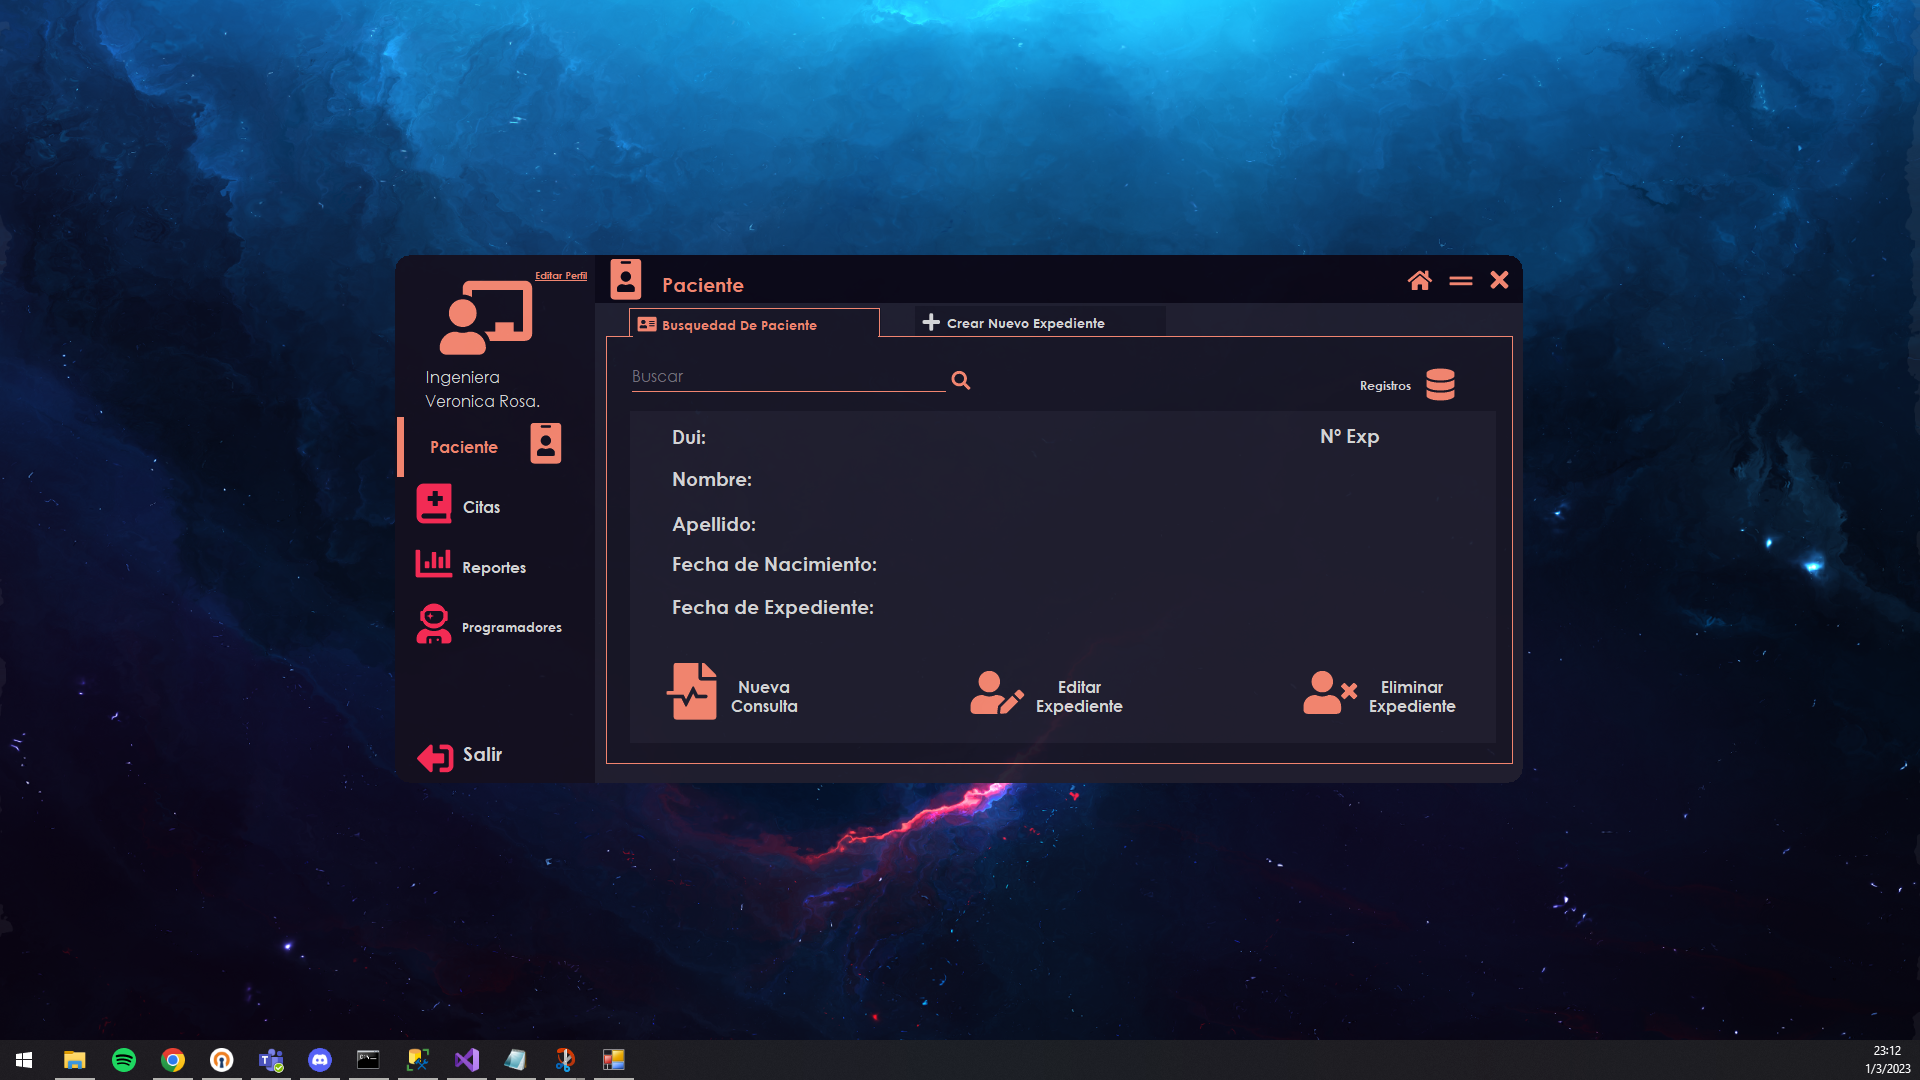 Editar Perfil
Ingeniera
Veronica Rosa.
Paciente
Citas
Reportes
Programadores
Salir
Paciente
Busquedad De Paciente
Crear Nuevo Expediente
Buscar
Registros
Dui:
N° Exp
Nombre:
Apellido:
Fecha de Nacimiento:
Fecha de Expediente:
Nueva
Consulta
Editar
Expediente
Eliminar
Expediente
23:12
1/3/2023